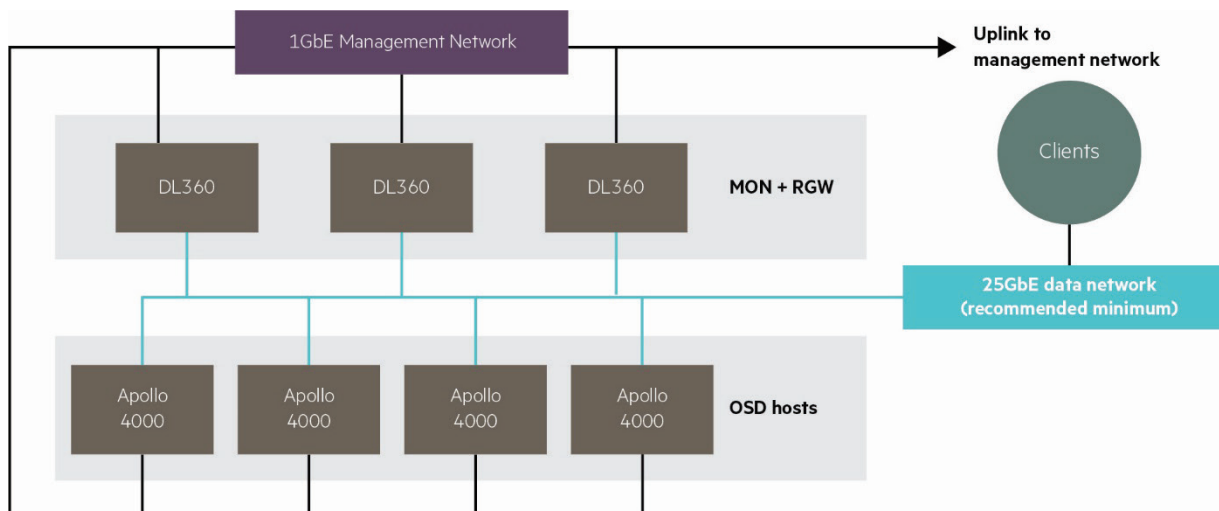 1GbE Management Network
Uplink to
management network
Clients
DL360
DL360
DL360
MON + RGW
25GbE data network
(recommended minimum)
Apollo
4000
Apollo
4000
Apollo
4000
Apollo
4000
OSD hosts